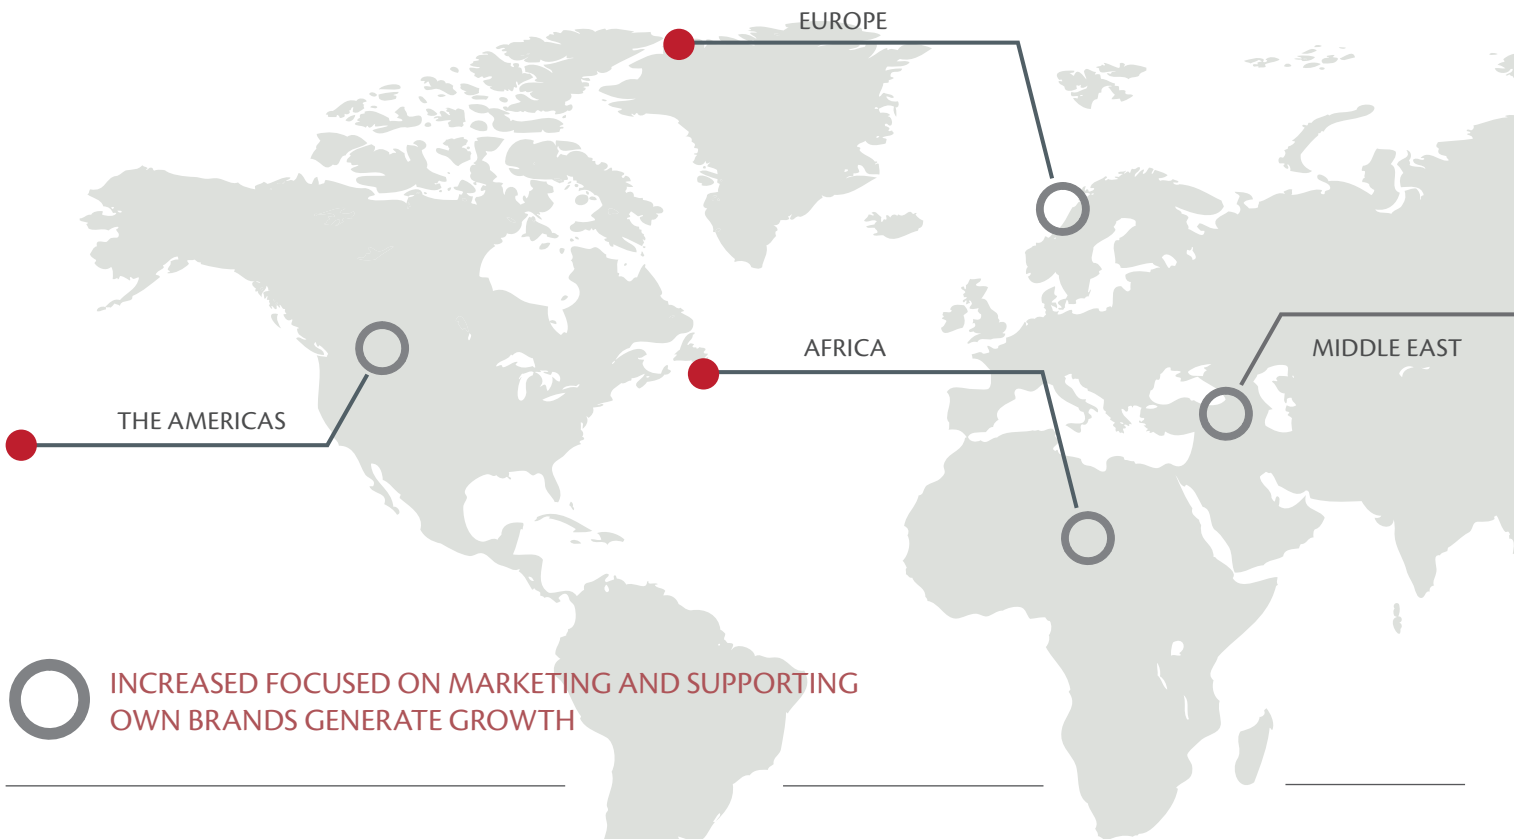 EUROPE
AFRICA
MIDDLE EAST
THE AMERICAS
INCREASED FOCUSED ON MARKETING AND SUPPORTING
OWN BRANDS GENERATE GROWTH